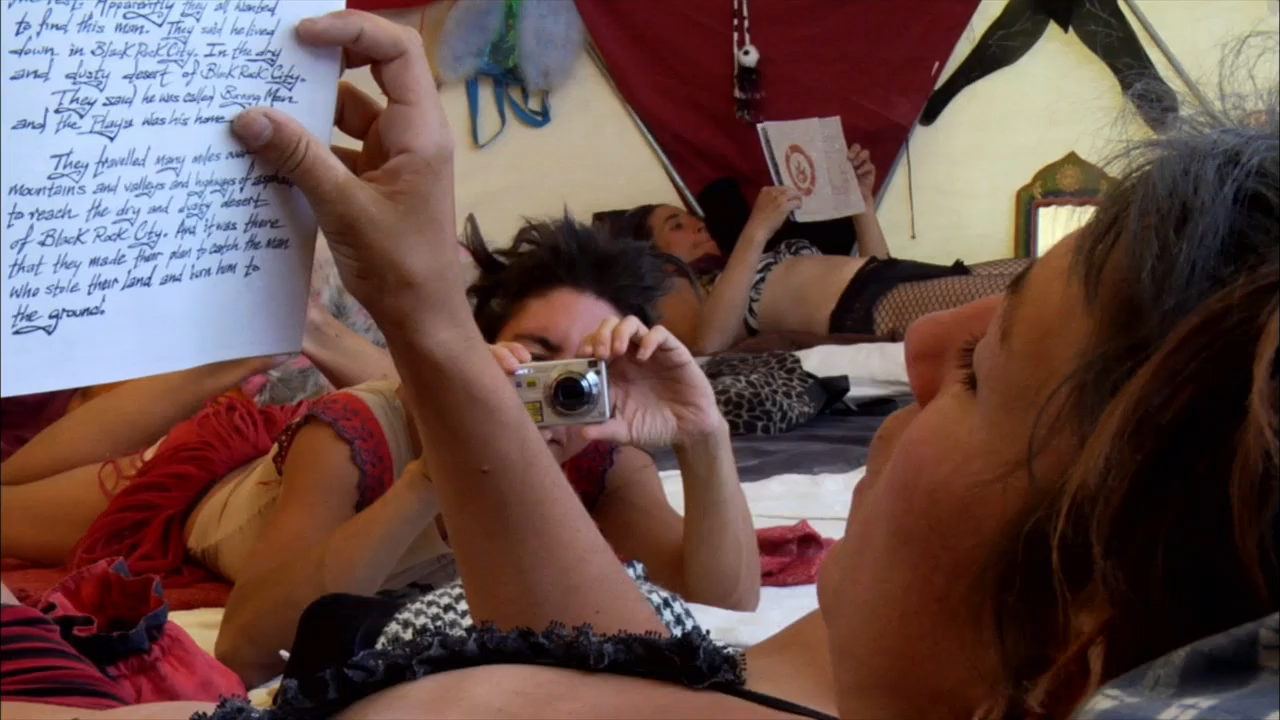 the rest. Apparently they all wanted
to find this man. They said he lived
down in Black Rock City. In the dry
and dusty desert of Black Rock City.
They said he was called Burning Man
and the Playa was his home
They travelled many miles over
mountains and valleys and highways of asphalt
to reach the dry and dusty desert
of Black Rock City. And it was there
that they made their plan to catch the man
who stole their land and burn him to
the ground.